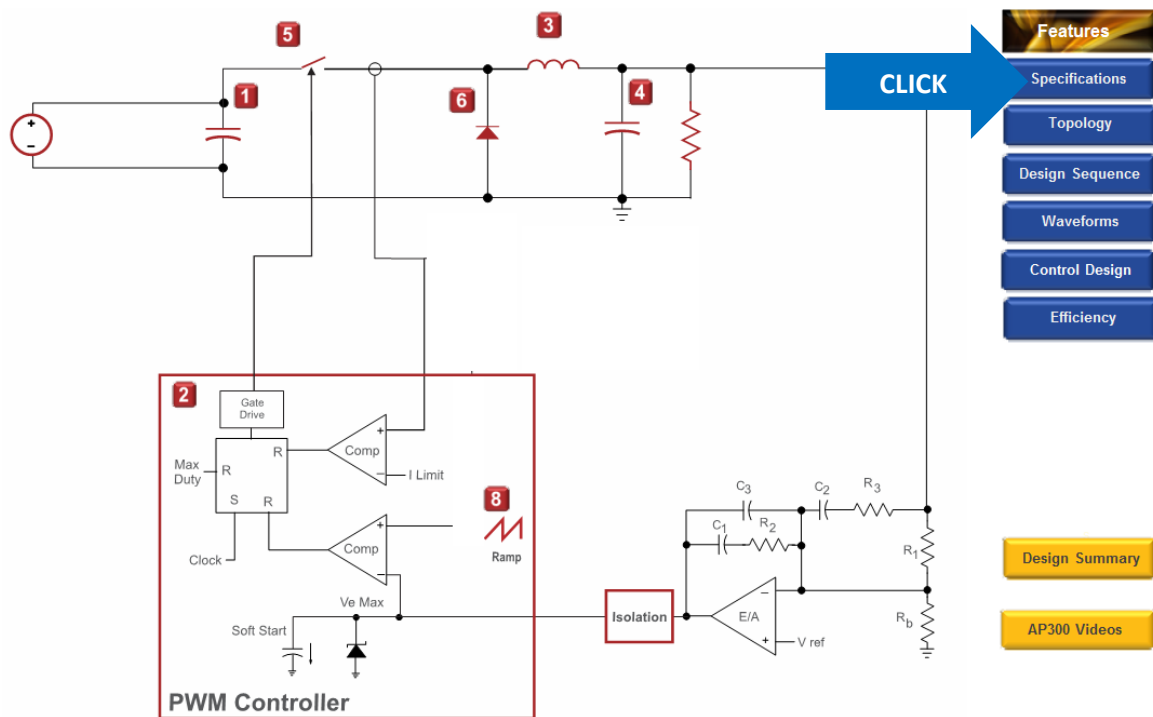 5
3
Features
1
6
4
CLICK
Specifications
Topology
Design Sequence
Waveforms
Control Design
Efficiency
+
−
2
Gate
Drive
Max
Duty
R
R
S
R
Comp
+
−
I Limit
Clock
Comp
+
−
8
Ramp
Ve Max
Soft Start
PWM Controller
Isolation
C3
C2
R3
C1
R2
R1
Rb
E/A
−
+
V ref
Design Summary
AP300 Videos